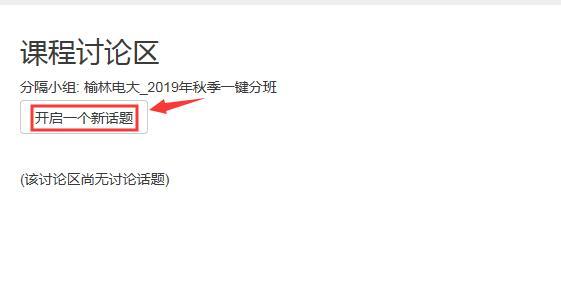 课程讨论区
分隔小组: 榆林电大_2019年秋季一键分班
开启一个新话题
(该讨论区尚无讨论话题)